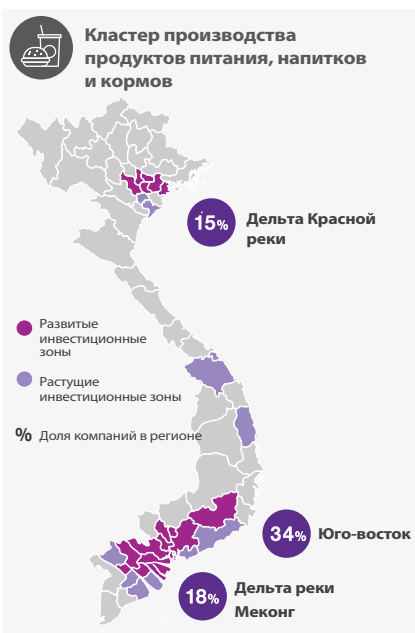 Кластер производства
продуктов питания, напитков
и кормов
15%
Дельта Красной
реки
Развитые
инвестиционные
зоны
Растущие
инвестиционные зоны
% Доля компаний в регионе
34% Юго-восток
18%
Дельта реки
Меконг